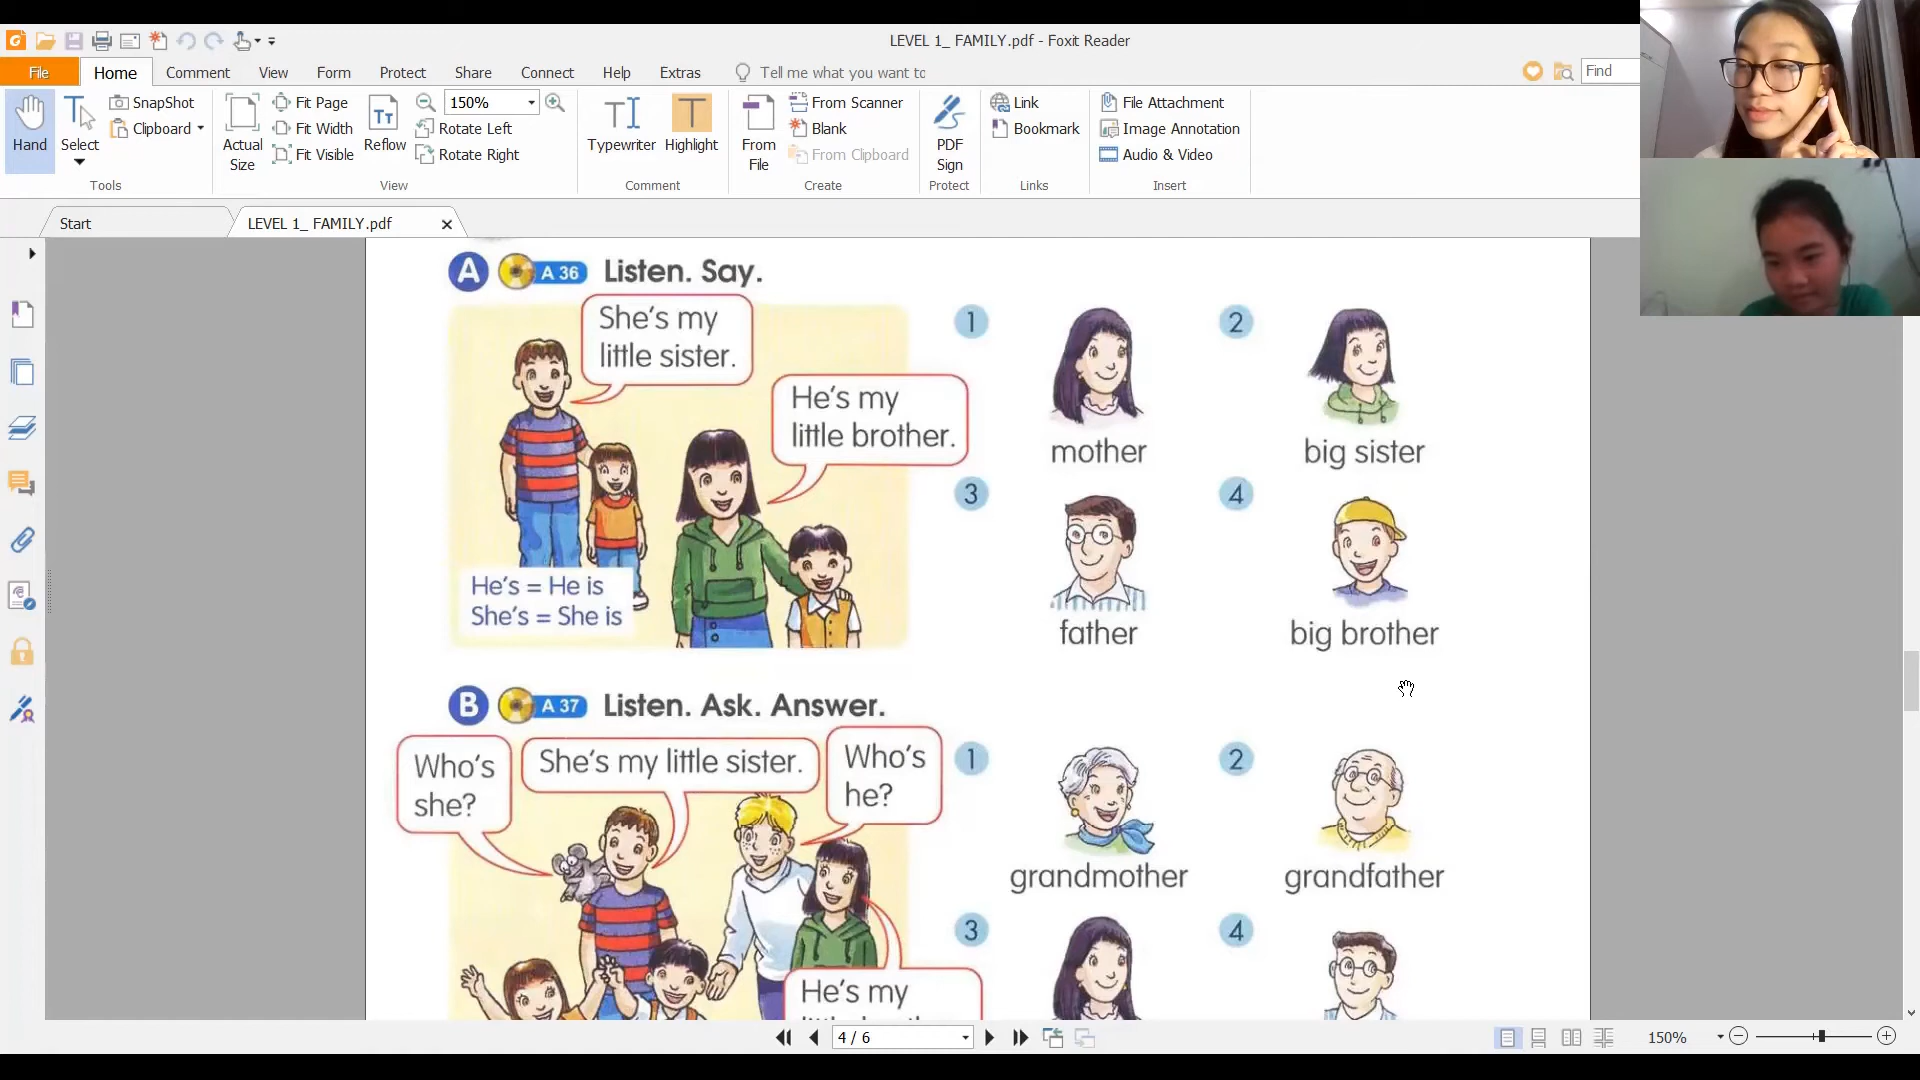 LEVEL 1_ FAMILY.pdf - Foxit Reader
File Home Comment View Form Protect Share Connect Help Extras Tell me what you want to Find
Hand
Select
SnapShot
Clipboard
Tools
Actual Size
Fit Page
Fit Width
Fit Visible
Reflow
150%
Rotate Left
Rotate Right
View
Typewriter
Highlight
Comment
From File
From Scanner
Blank
From Clipboard
Create
PDF Sign
Protect
Link
Bookmark
Links
File Attachment
Image Annotation
Audio & Video
Insert
Start
LEVEL 1_ FAMILY.pdf
A A 36 Listen. Say.
She's my
little sister.
He's my
little brother.
He's = He is
She's = She is
1
mother
2
big sister
3
father
4
big brother
B A 37 Listen. Ask. Answer.
Who's
she?
She's my little sister.
Who's
he?
He's my
1
grandmother
2
grandfather
3
4
4 / 6
150%